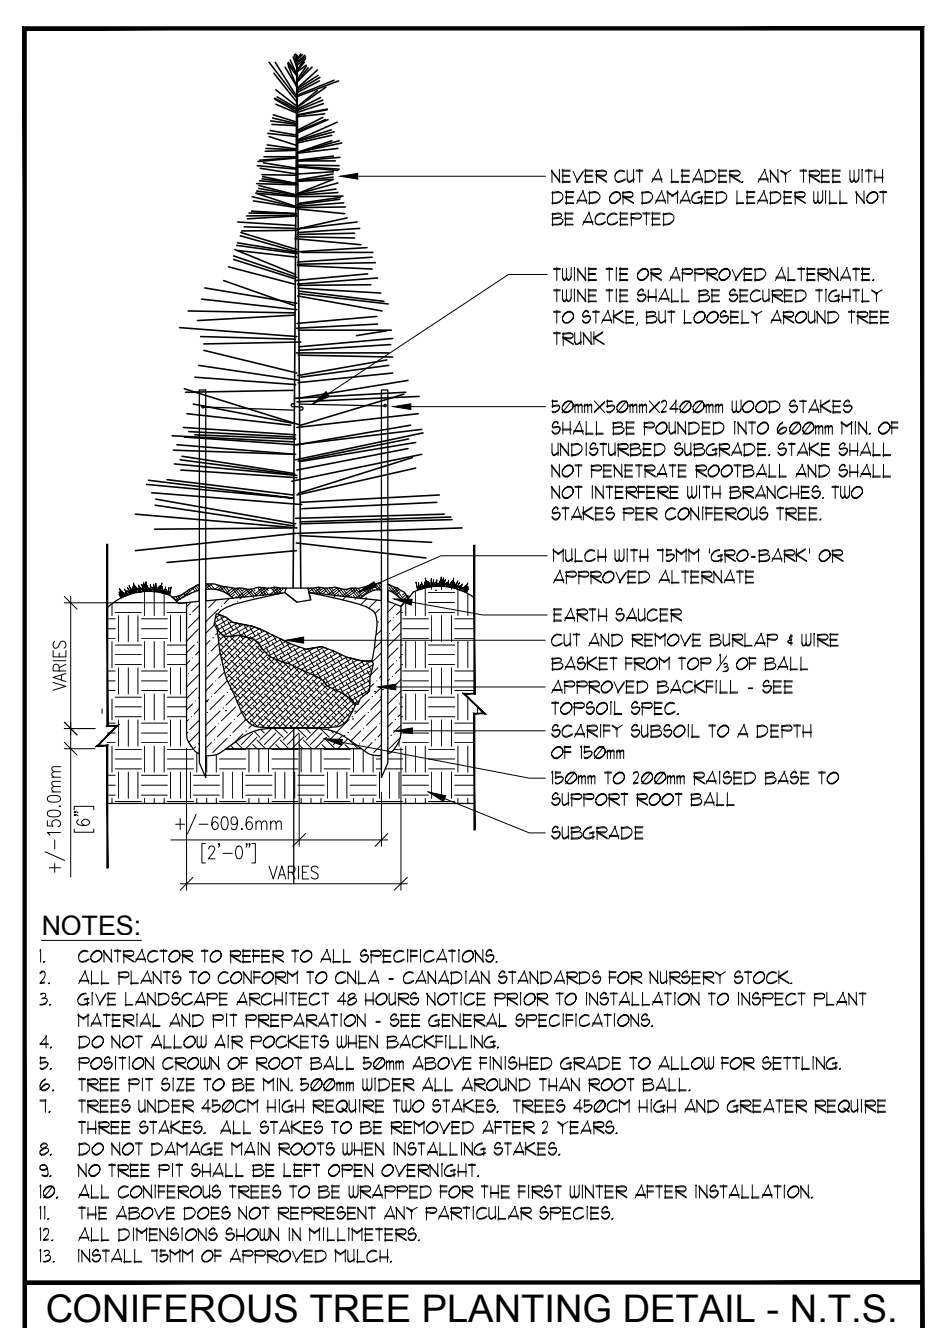 NEVER CUT A LEADER. ANY TREE WITH
DEAD OR DAMAGED LEADER WILL NOT
BE ACCEPTED
TWINE TIE OR APPROVED ALTERNATE.
TWINE TIE SHALL BE SECURED TIGHTLY
TO STAKE, BUT LOOSELY AROUND TREE
TRUNK
50mmX50mmX2400mm WOOD STAKES
SHALL BE POUNDED INTO 600mm MIN. OF
UNDISTURBED SUBGRADE. STAKE SHALL
NOT PENETRATE ROOTBALL AND SHALL
NOT INTERFERE WITH BRANCHES. TWO
STAKES PER CONIFEROUS TREE.
MULCH WITH 75MM 'GRO-BARK' OR
APPROVED ALTERNATE
EARTH SAUCER
CUT AND REMOVE BURLAP & WIRE
BASKET FROM TOP ⅓ OF BALL
APPROVED BACKFILL - SEE
TOPSOIL SPEC.
SCARIFY SUBSOIL TO A DEPTH
OF 150mm
150mm TO 200mm RAISED BASE TO
SUPPORT ROOT BALL
SUBGRADE
VARIES
+/-150.0mm
[6"]
+/-609.6mm
[2'-0"]
VARIES
NOTES:
1. CONTRACTOR TO REFER TO ALL SPECIFICATIONS.
2. ALL PLANTS TO CONFORM TO CNLA - CANADIAN STANDARDS FOR NURSERY STOCK.
3. GIVE LANDSCAPE ARCHITECT 48 HOURS NOTICE PRIOR TO INSTALLATION TO INSPECT PLANT
MATERIAL AND PIT PREPARATION - SEE GENERAL SPECIFICATIONS.
4. DO NOT ALLOW AIR POCKETS WHEN BACKFILLING.
5. POSITION CROWN OF ROOT BALL 50mm ABOVE FINISHED GRADE TO ALLOW FOR SETTLING.
6. TREE PIT SIZE TO BE MIN. 500mm WIDER ALL AROUND THAN ROOT BALL.
7. TREES UNDER 450CM HIGH REQUIRE TWO STAKES. TREES 450CM HIGH AND GREATER REQUIRE
THREE STAKES. ALL STAKES TO BE REMOVED AFTER 2 YEARS.
8. DO NOT DAMAGE MAIN ROOTS WHEN INSTALLING STAKES.
9. NO TREE PIT SHALL BE LEFT OPEN OVERNIGHT.
10. ALL CONIFEROUS TREES TO BE WRAPPED FOR THE FIRST WINTER AFTER INSTALLATION.
11. THE ABOVE DOES NOT REPRESENT ANY PARTICULAR SPECIES.
12. ALL DIMENSIONS SHOWN IN MILLIMETERS.
13. INSTALL 75MM OF APPROVED MULCH.
CONIFEROUS TREE PLANTING DETAIL - N.T.S.